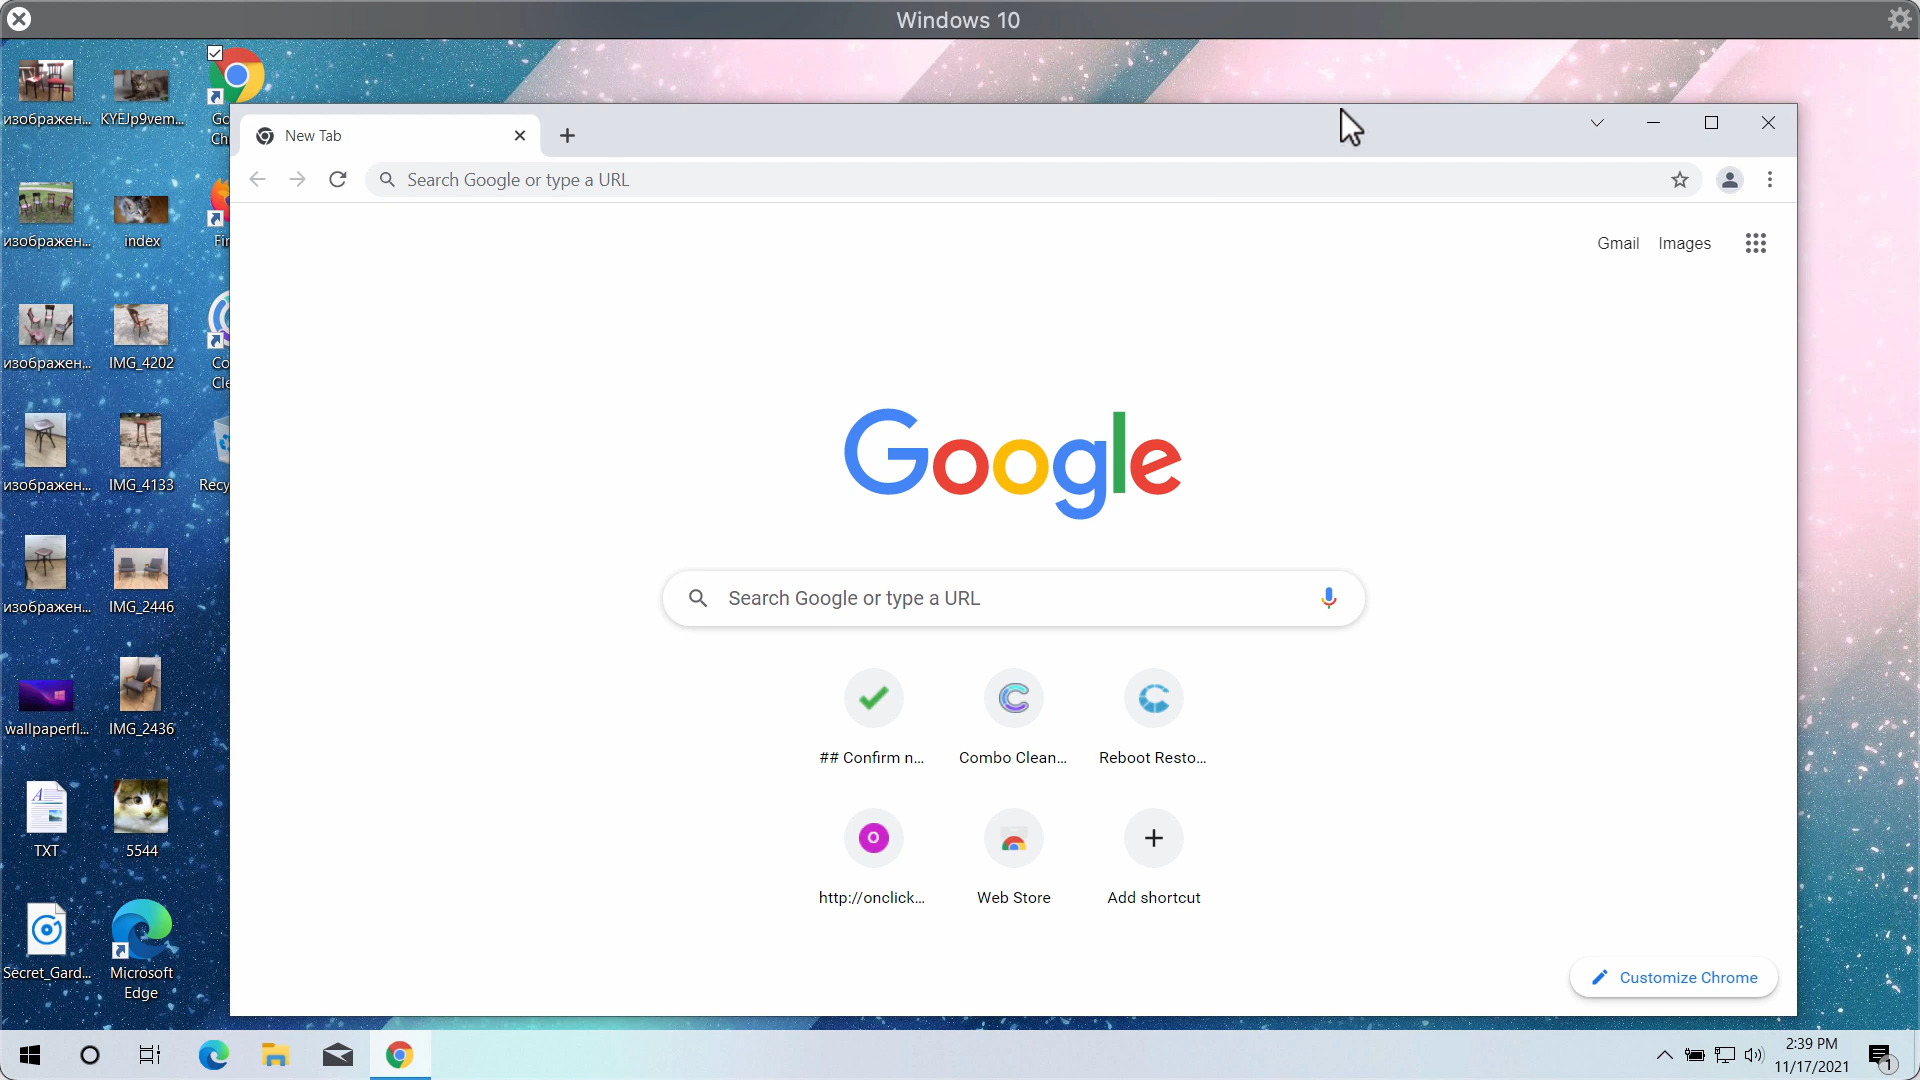 Windows 10
изображен...
KYEJp9vem...
New Tab
Search Google or type a URL
Gmail Images
изображен...
index
изображен...
IMG_4202
изображен...
IMG_4133
Recy
изображен...
IMG_2446
wallpaperfl...
IMG_2436
TXT
5544
Secret_Gard...
Microsoft
Edge
Google
Search Google or type a URL
## Confirm n...
Combo Clean...
Reboot Resto...
http://onclick...
Web Store
Add shortcut
Customize Chrome
2:39 PM
11/17/2021
1